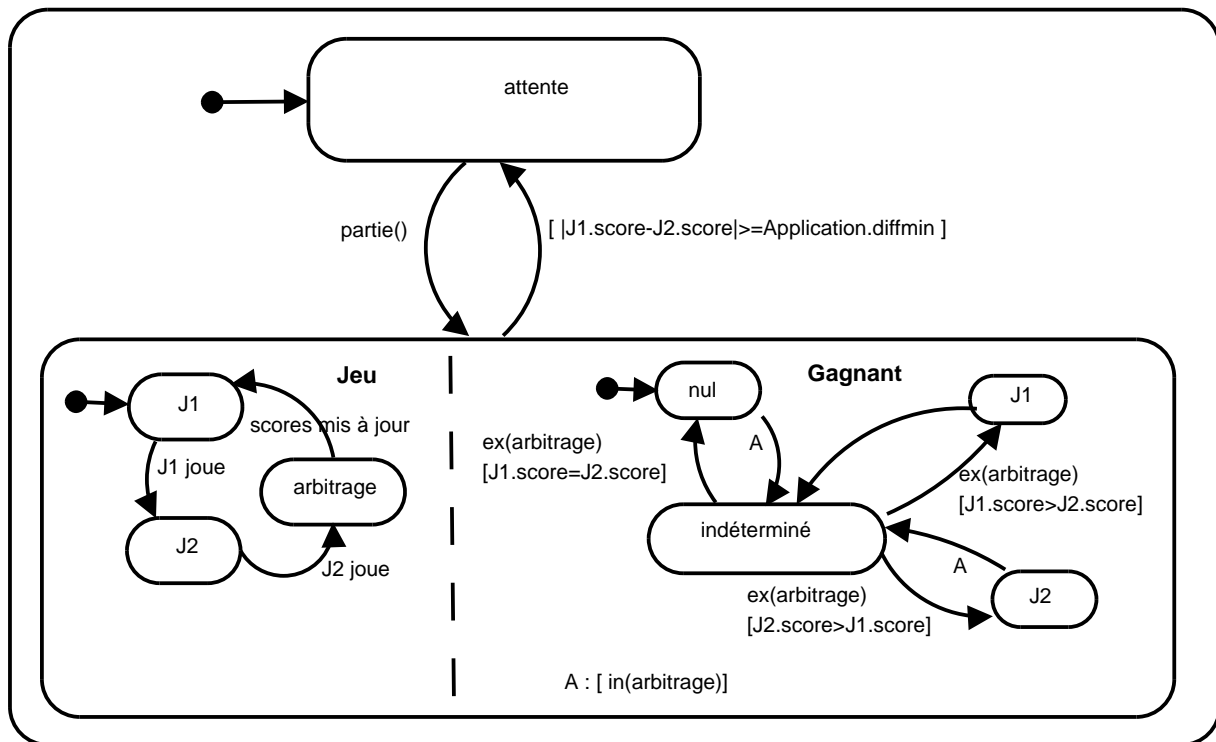 attente
partie()
[ |J1.score-J2.score|>=Application.diffmin ]
Jeu
J1
scores mis à jour
J1 joue
arbitrage
J2
J2 joue
Gagnant
nul
J1
A
ex(arbitrage)
[J1.score=J2.score]
ex(arbitrage)
[J1.score>J2.score]
indéterminé
A
J2
ex(arbitrage)
[J2.score>J1.score]
A : [ in(arbitrage)]